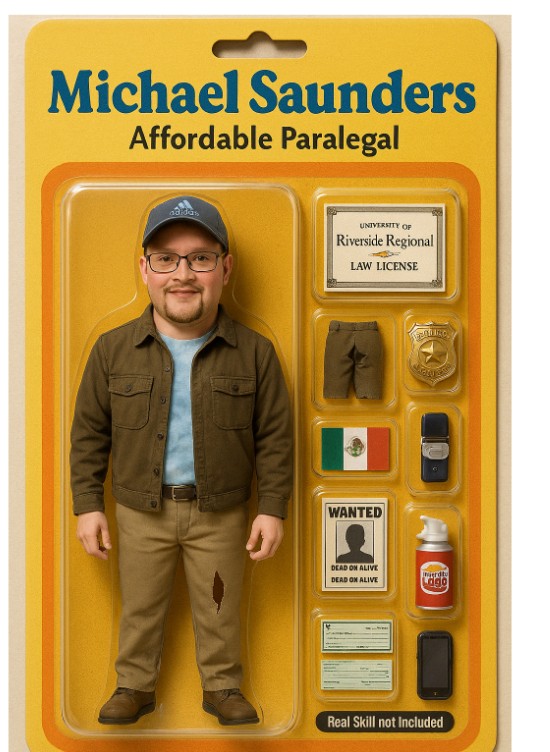 Michael Saunders
Affordable Paralegal
adidas
UNIVERSITY OF
Riverside Regional
LAW LICENSE
WANTED
DEAD ON ALIVE
DEAD ON ALIVE
Lago
Real Skill not Included